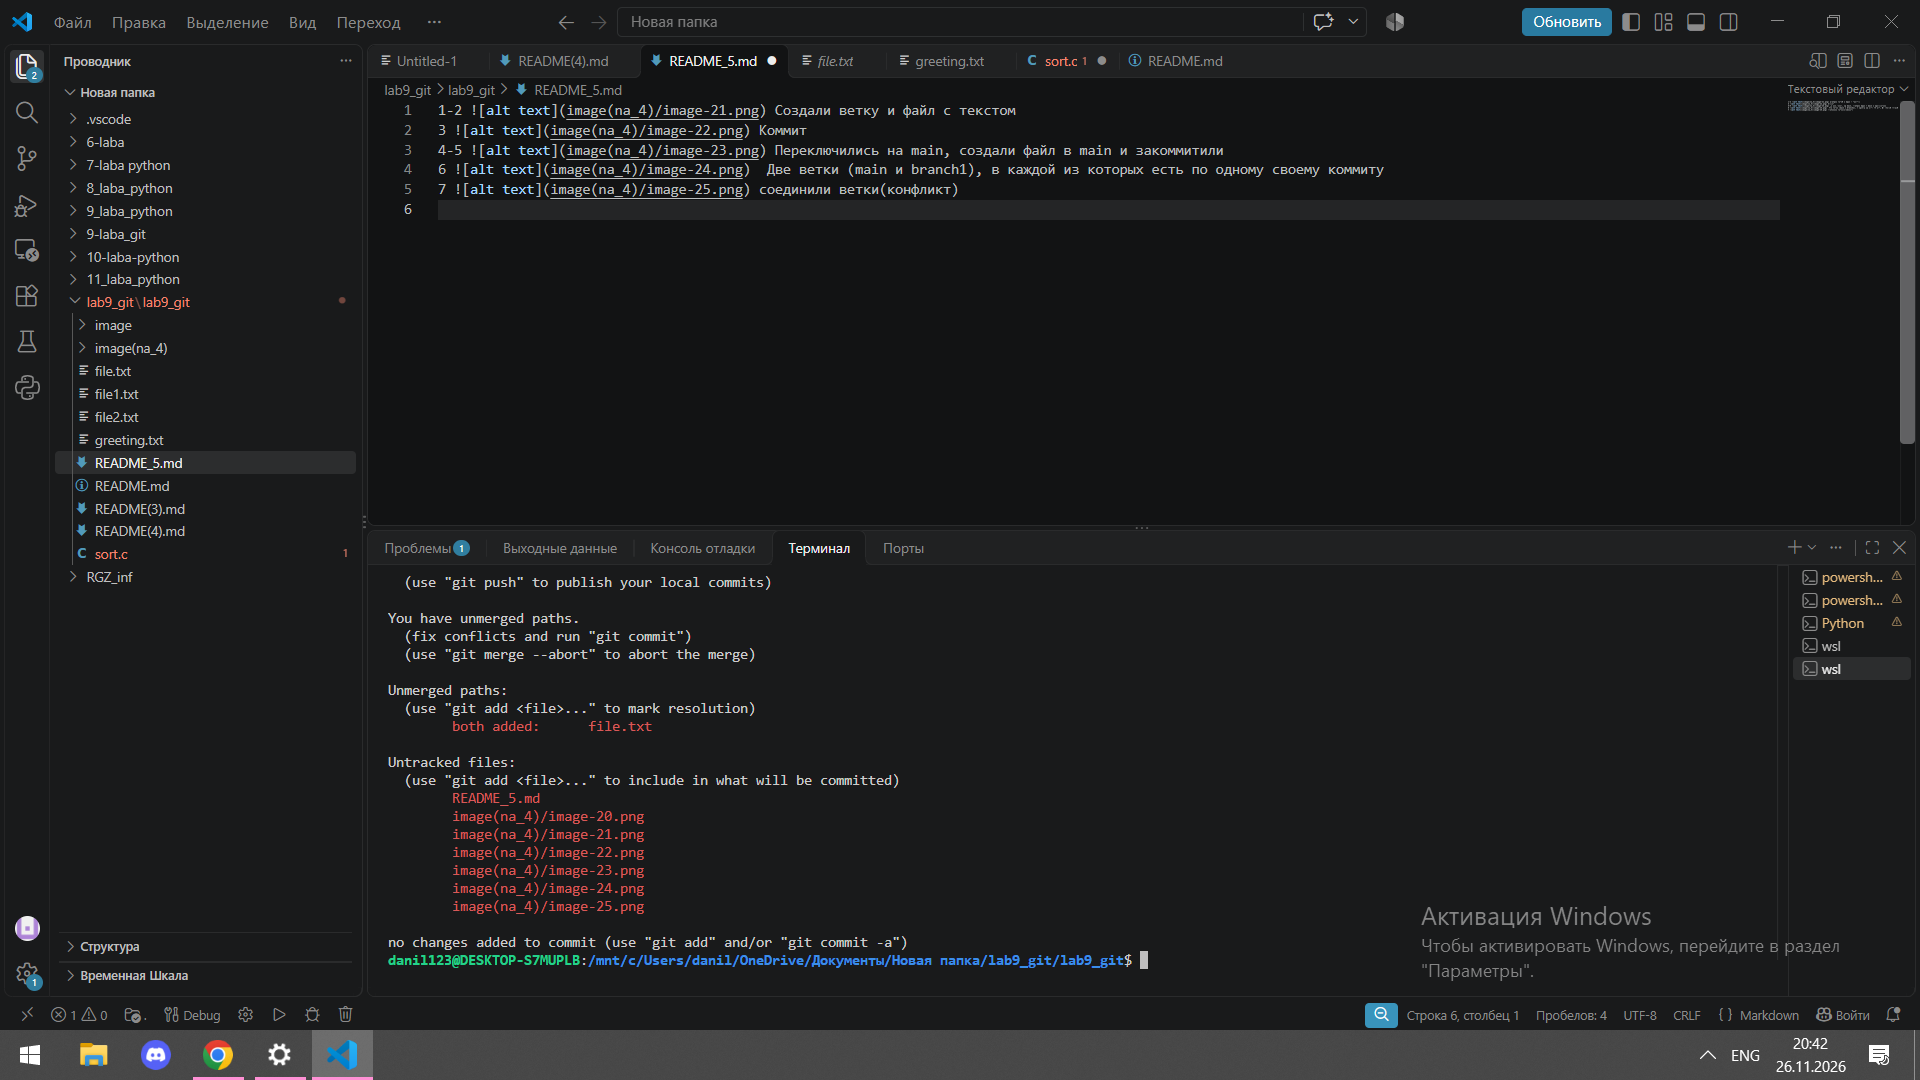 Файл Правка Выделение Вид Переход ··· Новая папка Обновить
Проводник ···
Новая папка
.vscode
6-laba
7-laba python
8_laba_python
9_laba_python
9-laba_git
10-laba-python
11_laba_python
lab9_git\lab9_git
image
image(na_4)
file.txt
file1.txt
file2.txt
greeting.txt
README_5.md
README.md
README(3).md
README(4).md
sort.c 1
RGZ_inf
Структура
Временная Шкала
2
1
Untitled-1 README(4).md README_5.md file.txt greeting.txt sort.c 1 README.md
lab9_git > lab9_git > README_5.md
Текстовый редактор
1 1-2 ![alt text](image(na_4)/image-21.png) Создали ветку и файл с текстом
2 3 ![alt text](image(na_4)/image-22.png) Коммит
3 4-5 ![alt text](image(na_4)/image-23.png) Переключились на main, создали файл в main и закоммитили
4 6 ![alt text](image(na_4)/image-24.png)  Две ветки (main и branch1), в каждой из которых есть по одному своему коммиту
5 7 ![alt text](image(na_4)/image-25.png) соединили ветки(конфликт)
6
Проблемы 1 Выходные данные Консоль отладки Терминал Порты
(use "git push" to publish your local commits)
You have unmerged paths.
(fix conflicts and run "git commit")
(use "git merge --abort" to abort the merge)
Unmerged paths:
(use "git add <file>..." to mark resolution)
both added: file.txt
Untracked files:
(use "git add <file>..." to include in what will be committed)
README_5.md
image(na_4)/image-20.png
image(na_4)/image-21.png
image(na_4)/image-22.png
image(na_4)/image-23.png
image(na_4)/image-24.png
image(na_4)/image-25.png
no changes added to commit (use "git add" and/or "git commit -a")
danil123@DESKTOP-S7MUPLB:/mnt/c/Users/danil/OneDrive/Документы/Новая папка/lab9_git/lab9_git$
powersh...
powersh...
Python
wsl
wsl
Активация Windows
Чтобы активировать Windows, перейдите в раздел
"Параметры".
1 0 Debug
Строка 6, столбец 1 Пробелов: 4 UTF-8 CRLF { } Markdown Войти
ENG
20:42
26.11.2026